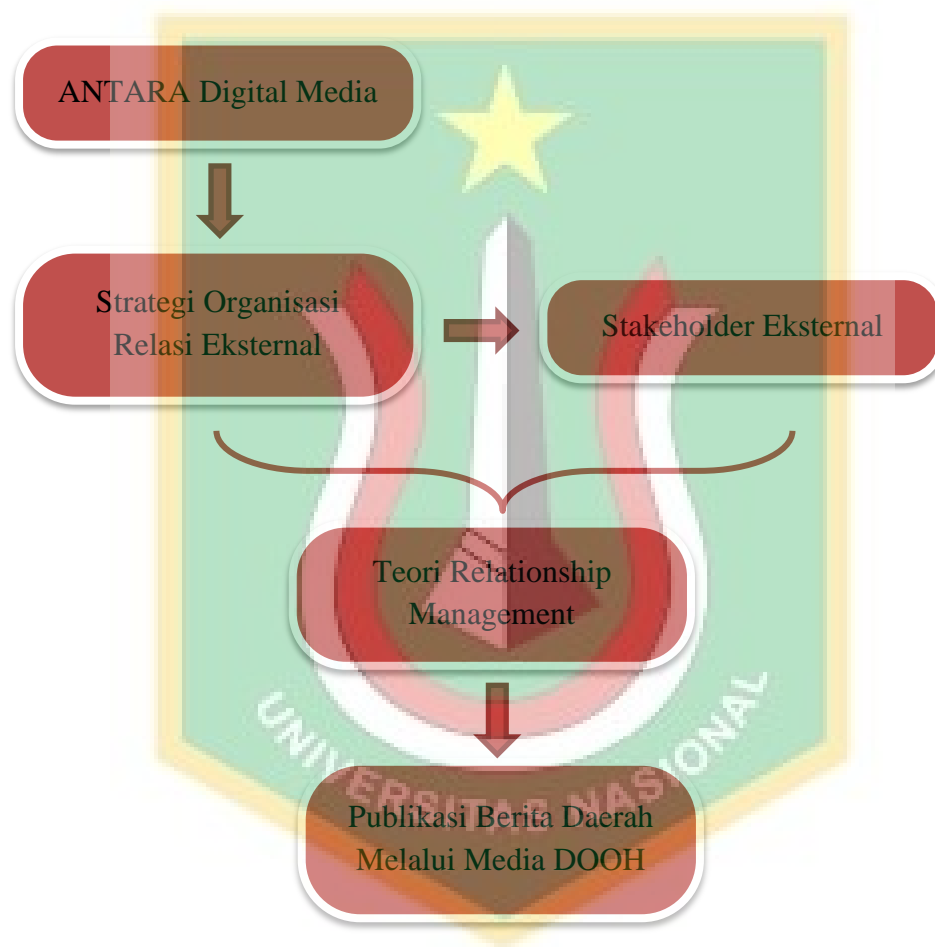 ANTARA Digital Media
Strategi Organisasi
Relasi Eksternal
Stakeholder Eksternal
Teori Relationship
Management
UNIVERSITAS NASIONAL
Publikasi Berita Daerah
Melalui Media DOOH